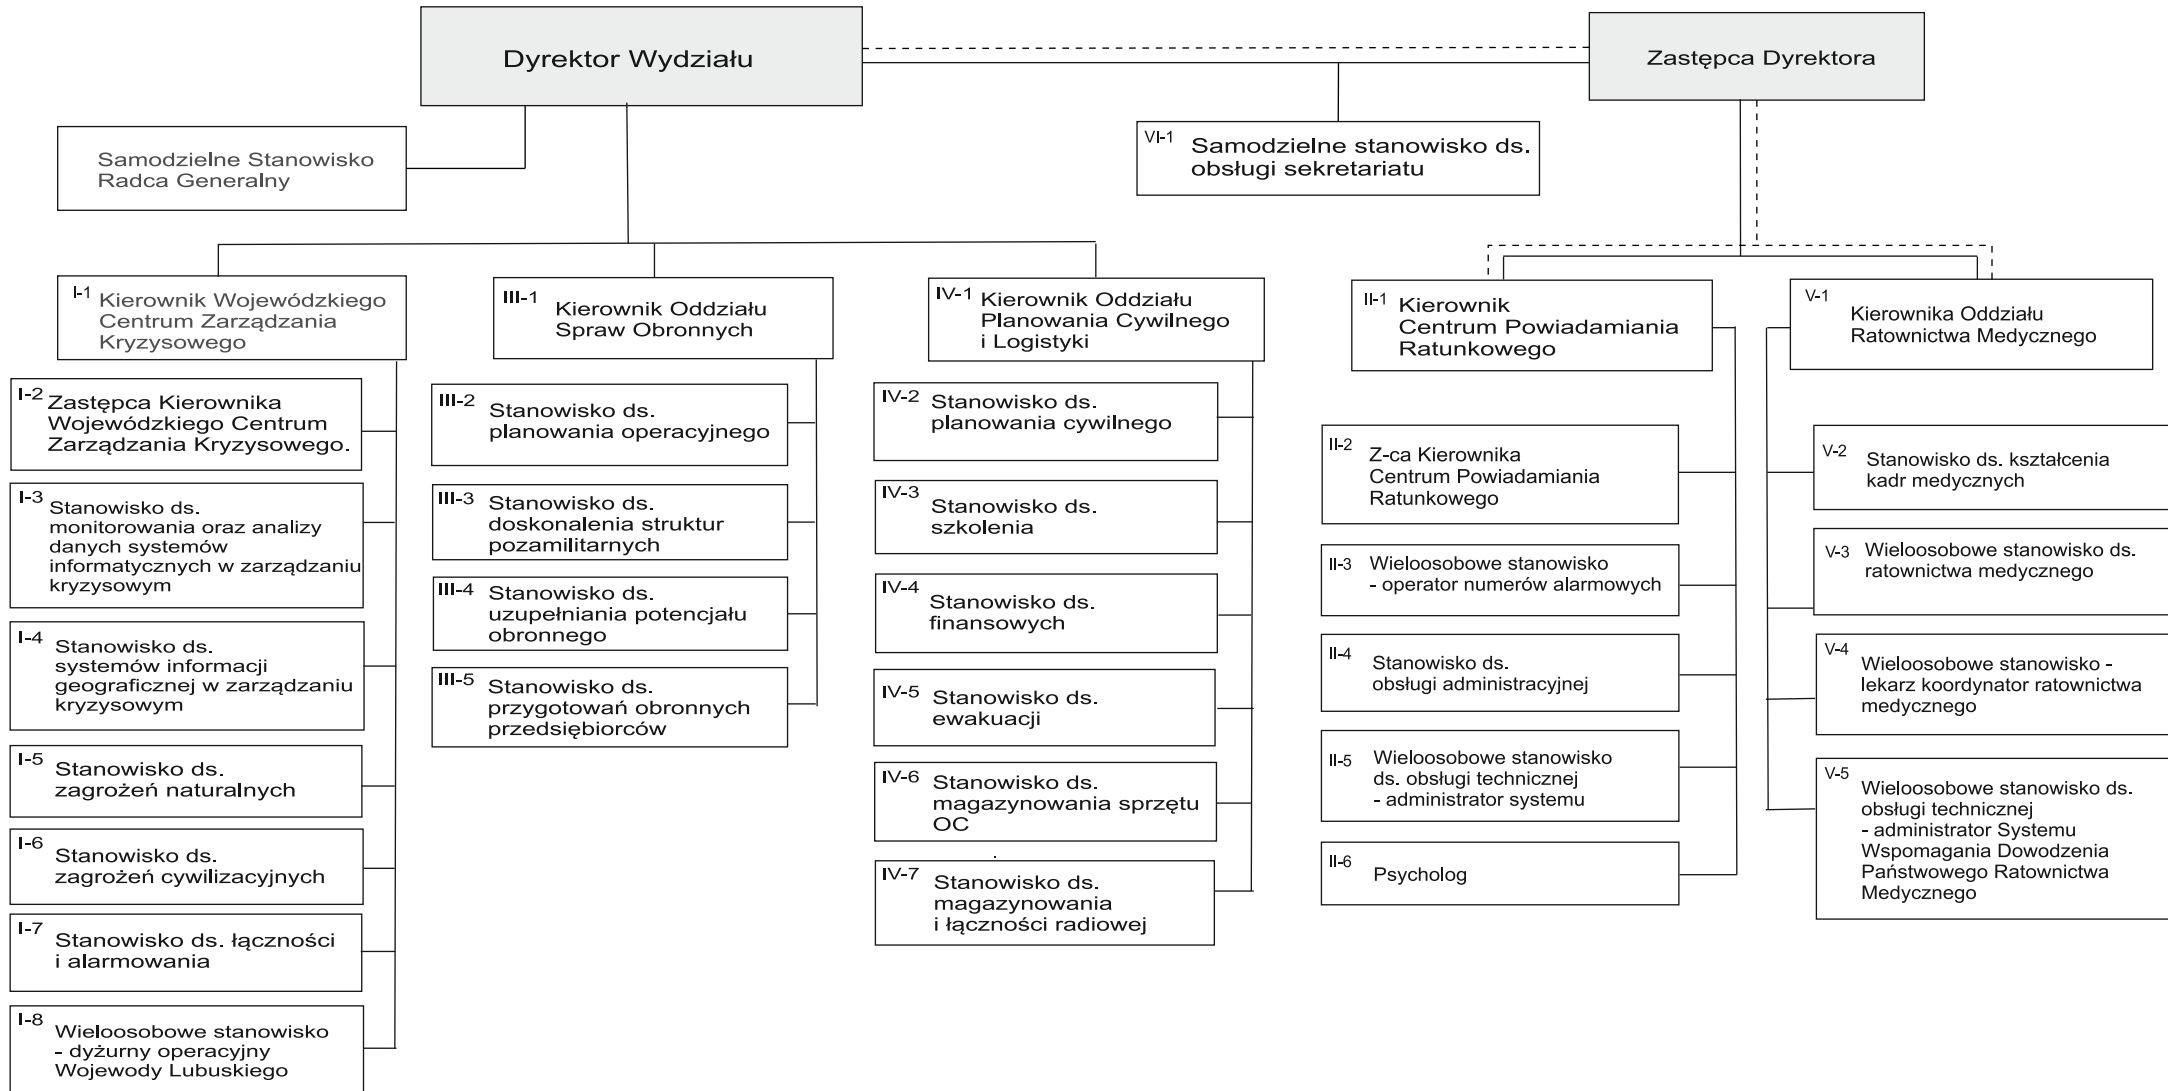 Dyrektor Wydziału
Zastępca Dyrektora
Samodzielne Stanowisko
Radca Generalny
VI-1
Samodzielne stanowisko ds.
obsługi sekretariatu
I-1
Kierownik Wojewódzkiego
Centrum Zarządzania
Kryzysowego
I-2
Zastępca Kierownika
Wojewódzkiego Centrum
Zarządzania Kryzysowego.
I-3
Stanowisko ds.
monitorowania oraz analizy
danych systemów
informatycznych w zarządzaniu
kryzysowym
I-4
Stanowisko ds.
systemów informacji
geograficznej w zarządzaniu
kryzysowym
I-5
Stanowisko ds.
zagrożeń naturalnych
I-6
Stanowisko ds.
zagrożeń cywilizacyjnych
I-7
Stanowisko ds. łączności
i alarmowania
I-8
Wieloosobowe stanowisko
- dyżurny operacyjny
Wojewody Lubuskiego
III-1
Kierownik Oddziału
Spraw Obronnych
III-2
Stanowisko ds.
planowania operacyjnego
III-3
Stanowisko ds.
doskonalenia struktur
pozamilitarnych
III-4
Stanowisko ds.
uzupełniania potencjału
obronnego
III-5
Stanowisko ds.
przygotowań obronnych
przedsiębiorców
IV-1
Kierownik Oddziału
Planowania Cywilnego
i Logistyki
IV-2
Stanowisko ds.
planowania cywilnego
IV-3
Stanowisko ds.
szkolenia
IV-4
Stanowisko ds.
finansowych
IV-5
Stanowisko ds.
ewakuacji
IV-6
Stanowisko ds.
magazynowania sprzętu
OC
IV-7
Stanowisko ds.
magazynowania
i łączności radiowej
II-1
Kierownik
Centrum Powiadamiania
Ratunkowego
II-2
Z-ca Kierownika
Centrum Powiadamiania
Ratunkowego
II-3
Wieloosobowe stanowisko
- operator numerów alarmowych
II-4
Stanowisko ds.
obsługi administracyjnej
II-5
Wieloosobowe stanowisko
ds. obsługi technicznej
- administrator systemu
II-6
Psycholog
V-1
Kierownika Oddziału
Ratownictwa Medycznego
V-2
Stanowisko ds. kształcenia
kadr medycznych
V-3
Wieloosobowe stanowisko ds.
ratownictwa medycznego
V-4
Wieloosobowe stanowisko -
lekarz koordynator ratownictwa
medycznego
V-5
Wieloosobowe stanowisko ds.
obsługi technicznej
- administrator Systemu
Wspomagania Dowodzenia
Państwowego Ratownictwa
Medycznego